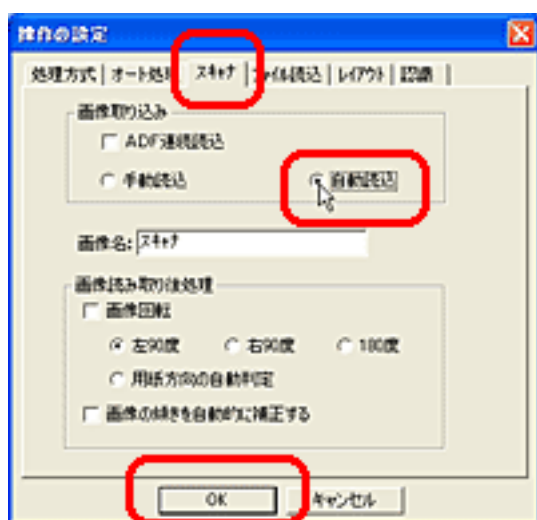 操作の設定
処理方式 オート処理 スキャナ ファイル読込 レイアウト 認識
画像取り込み
ADF連続読込
手動読込 自動読込
画像名: スキャナ
画像読み取り後処理
画像回転
左90度 右90度 180度
用紙方向の自動判定
画像の傾きを自動的に補正する
OK キャンセル